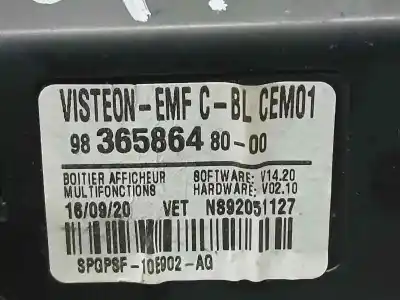 VISTEON-EMF C-BL CEM01
98 365864 80-00
BOITIER AFFICHEUR SOFTWARE: V14.20
MULTIFONCTIONS HARDWARE: V02.10
16/09/20 VET N892051127
SPGPSF-10E902-AG